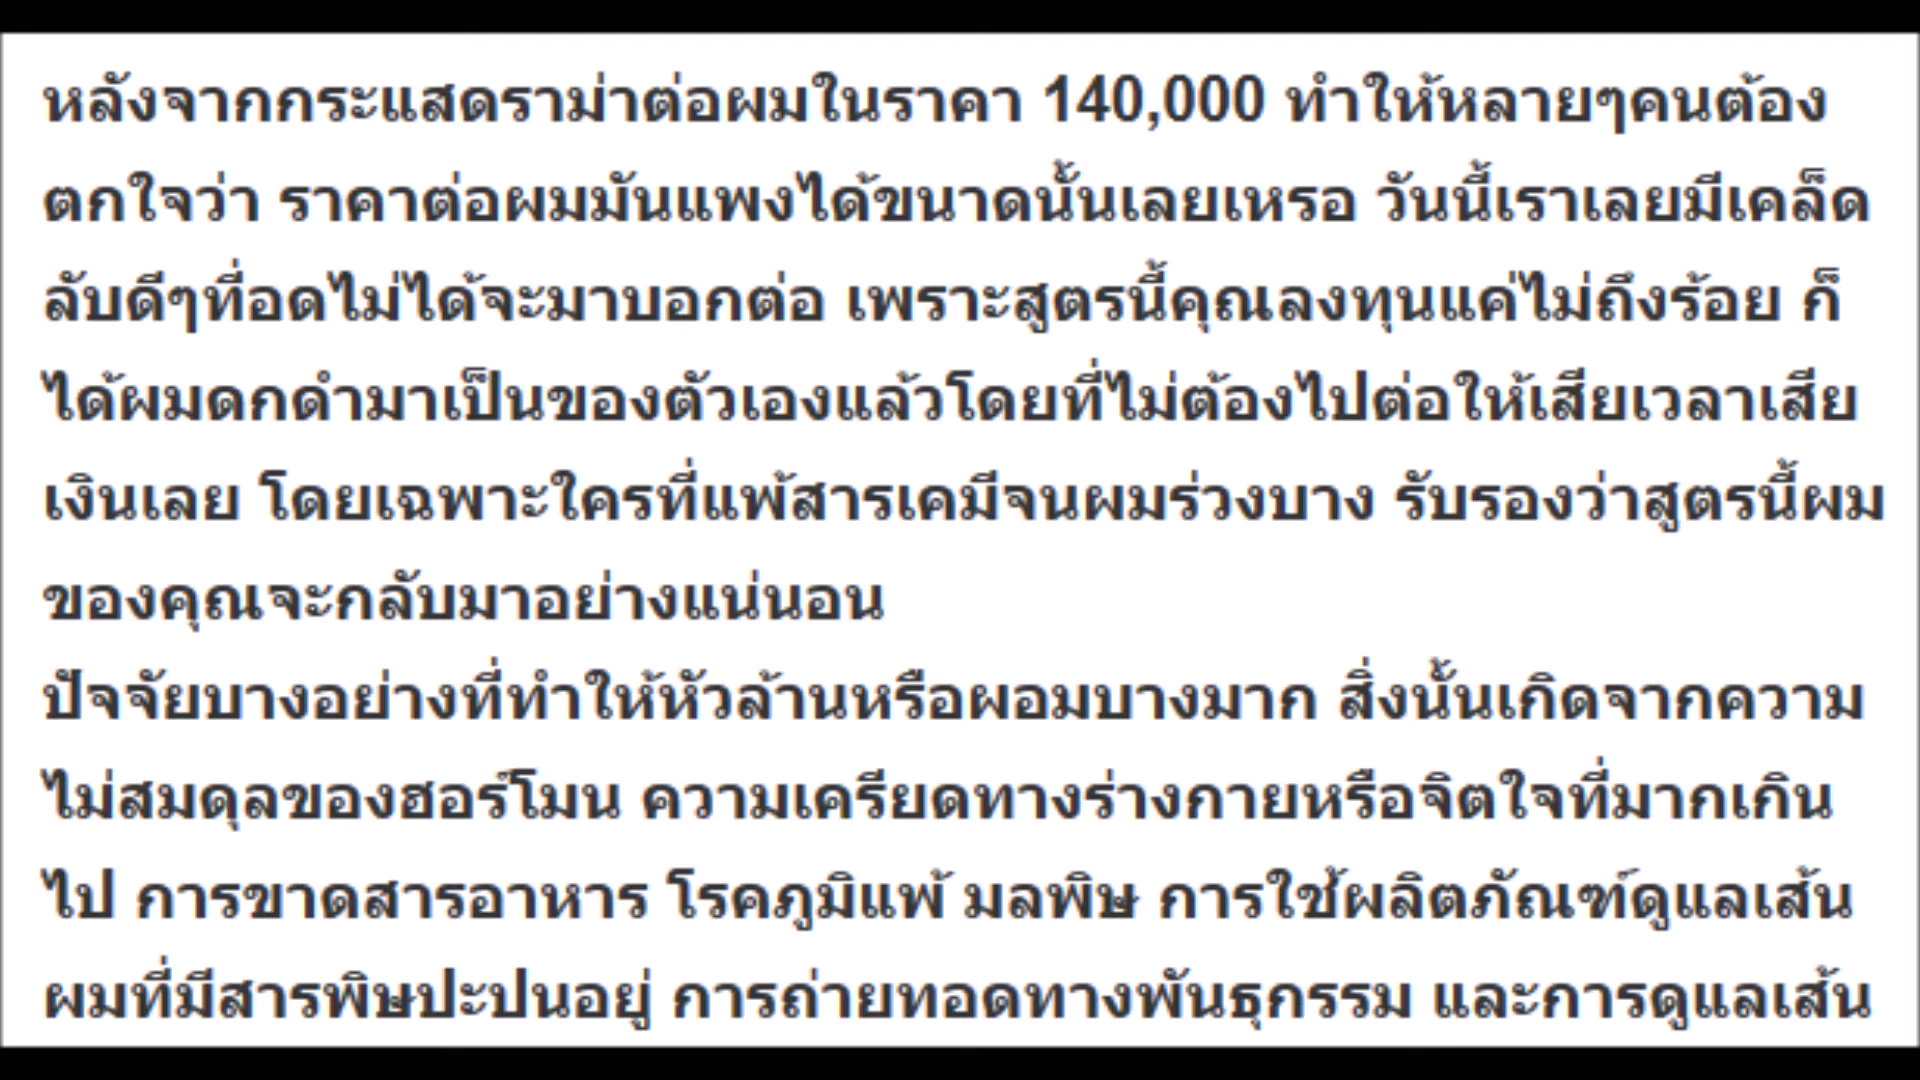 หลังจากกระแสดราม่าต่อผมในราคา 140,000 ทำให้หลายๆคนต้อง
ตกใจว่า ราคาต่อผมมันแพงได้ขนาดนั้นเลยเหรอ วันนี้เราเลยมีเคล็ด
ลับดีๆที่อดไม่ได้จะมาบอกต่อ เพราะสูตรนี้คุณลงทุนแค่ไม่ถึงร้อย ก็
ได้ผมดกดำมาเป็นของตัวเองแล้วโดยที่ไม่ต้องไปต่อให้เสียเวลาเสีย
เงินเลย โดยเฉพาะใครที่แพ้สารเคมีจนผมร่วงบาง รับรองว่าสูตรนี้ผม
ของคุณจะกลับมาอย่างแน่นอน
ปัจจัยบางอย่างที่ทำให้หัวล้านหรือผอมบางมาก สิ่งนั้นเกิดจากความ
ไม่สมดุลของฮอร์โมน ความเครียดทางร่างกายหรือจิตใจที่มากเกิน
ไป การขาดสารอาหาร โรคภูมิแพ้ มลพิษ การใช้ผลิตภัณฑ์ดูแลเส้น
ผมที่มีสารพิษปะปนอยู่ การถ่ายทอดทางพันธุกรรม และการดูแลเส้น